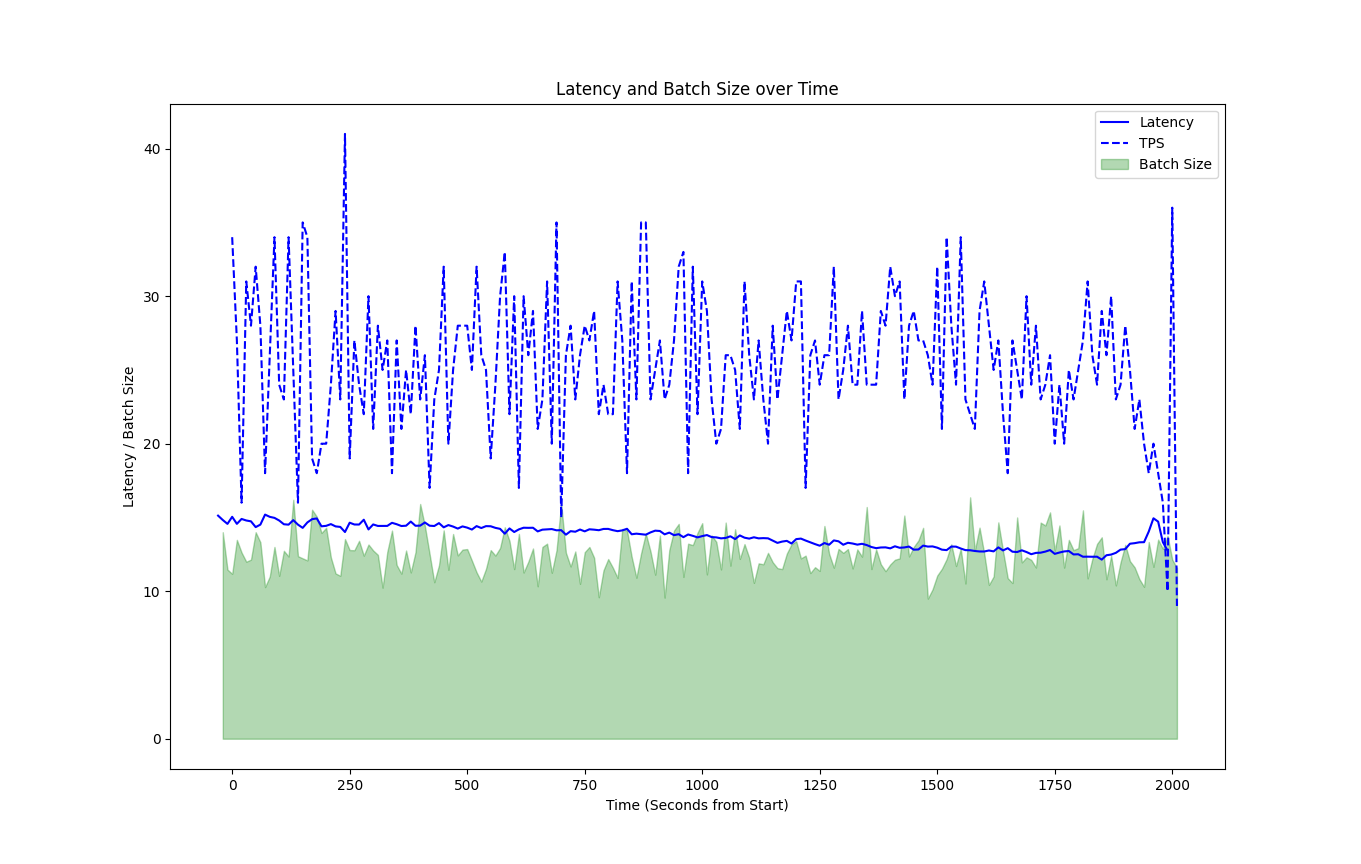 Latency and Batch Size over Time
Latency
TPS
Batch Size
40
30
20
10
0
Latency / Batch Size
0 250 500 750 1000 1250 1500 1750 2000
Time (Seconds from Start)